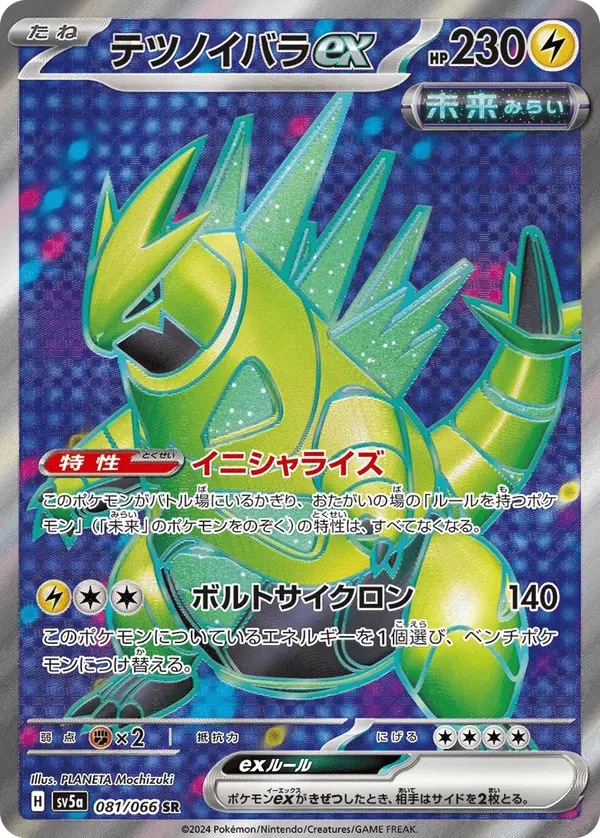 たね テツノイバラex HP230
未来みらい
特性 とくせい イニシャライズ
このポケモンがバトル場にいるかぎり、おたがいの場の「ルールを持つポケ
モン」(「未来」のポケモンをのぞく)の特性は、すべてなくなる。
ボルトサイクロン 140
このポケモンについているエネルギーを1個選び、ベンチポケ
モンにつけ替える。
弱点 ×2 抵抗力 にげる
Illus. PLANETA Mochizuki
exルール
H sv5a 081/066 SR
ポケモンexがきぜつしたとき、相手はサイドを2枚とる。
©2024 Pokémon/Nintendo/Creatures/GAME FREAK.